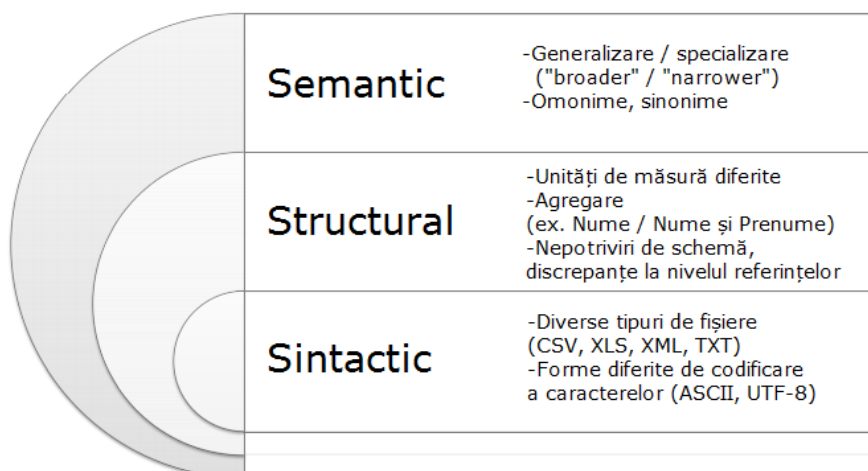 Semantic
-Generalizare / specializare
("broader" / "narrower")
-Omonime, sinonime
Structural
-Unități de măsură diferite
-Agregare
(ex. Nume / Nume și Prenume)
-Nepotriviri de schemă,
discrepanțe la nivelul referințelor
Sintactic
-Diverse tipuri de fișiere
(CSV, XLS, XML, TXT)
-Forme diferite de codificare
a caracterelor (ASCII, UTF-8)